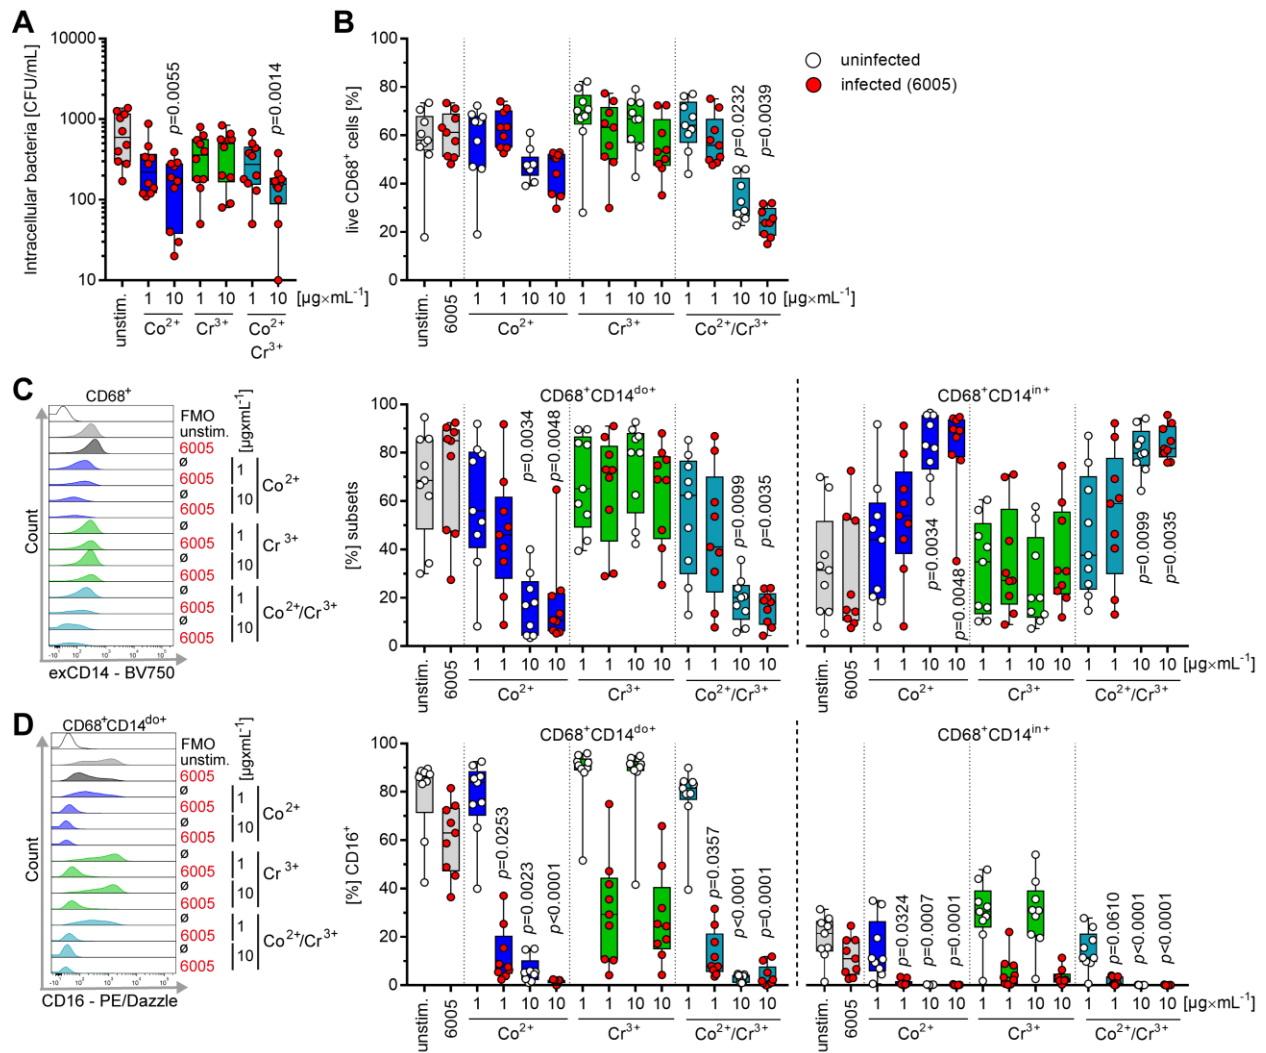 A
Intracellular bacteria [CFU/mL]
10000
1000
100
10
p=0.0055
p=0.0014
unstim.
1
10
1
10
1
10
[µg×mL⁻¹]
Co²⁺
Cr³⁺
Co²⁺
Cr³⁺
B
live CD68⁺ cells [%]
100
80
60
40
20
0
p=0.0232
p=0.0039
unstim.
6005
1
1
10
10
1
1
10
10
1
1
10
10
[µg×mL⁻¹]
Co²⁺
Cr³⁺
Co²⁺/Cr³⁺
uninfected
infected (6005)
C
CD68⁺
[µgxmL⁻¹]
FMO
unstim.
6005
Ø
6005
1
Ø
6005
10
Co²⁺
Ø
6005
1
Ø
6005
10
Cr³⁺
Ø
6005
1
Ø
6005
10
Co²⁺/Cr³⁺
Count
exCD14 - BV750
[%] subsets
100
80
60
40
20
0
CD68⁺CD14ᵈᵒ⁺
p=0.0034
p=0.0048
p=0.0099
p=0.0035
unstim.
6005
1
1
10
10
1
1
10
10
1
1
10
10
Co²⁺
Cr³⁺
Co²⁺/Cr³⁺
CD68⁺CD14ⁱⁿ⁺
p=0.0034
p=0.0048
p=0.0099
p=0.0035
unstim.
6005
1
1
10
10
1
1
10
10
1
1
10
10
[µg×mL⁻¹]
Co²⁺
Cr³⁺
Co²⁺/Cr³⁺
D
CD68⁺CD14ᵈᵒ⁺
[µgxmL⁻¹]
FMO
unstim.
6005
Ø
6005
1
Ø
6005
10
Co²⁺
Ø
6005
1
Ø
6005
10
Cr³⁺
Ø
6005
1
Ø
6005
10
Co²⁺/Cr³⁺
Count
CD16 - PE/Dazzle
[%] CD16⁺
100
80
60
40
20
0
CD68⁺CD14ᵈᵒ⁺
p=0.0253
p=0.0023
p<0.0001
p=0.0357
p<0.0001
p=0.0001
unstim.
6005
1
1
10
10
1
1
10
10
1
1
10
10
Co²⁺
Cr³⁺
Co²⁺/Cr³⁺
CD68⁺CD14ⁱⁿ⁺
p=0.0324
p=0.0007
p=0.0001
p=0.0610
p<0.0001
p<0.0001
unstim.
6005
1
1
10
10
1
1
10
10
1
1
10
10
[µg×mL⁻¹]
Co²⁺
Cr³⁺
Co²⁺/Cr³⁺